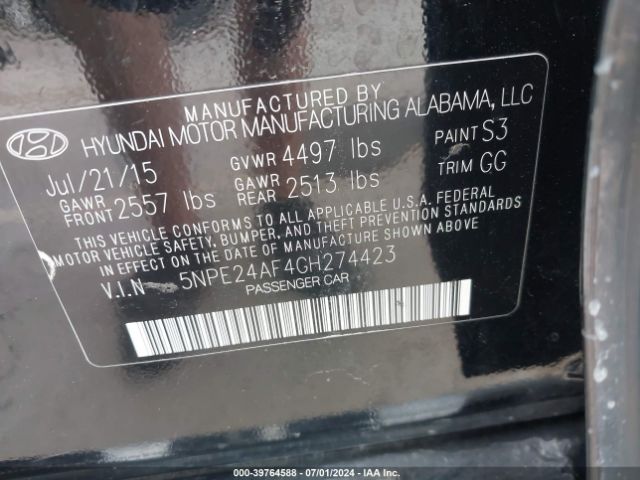 MANUFACTURED BY
HYUNDAI MOTOR MANUFACTURING ALABAMA, LLC
Jul/21/15 GVWR 4497 lbs PAINT S3
GAWR FRONT 2557 lbs GAWR REAR 2513 lbs TRIM GG
THIS VEHICLE CONFORMS TO ALL APPLICABLE U.S. FEDERAL
MOTOR VEHICLE SAFETY, BUMPER, AND THEFT PREVENTION STANDARDS
IN EFFECT ON THE DATE OF MANUFACTURE SHOWN ABOVE.
V.I.N 5NPE24AF4GH274423
PASSENGER CAR
000-39764588 - 07/01/2024 - IAA Inc.